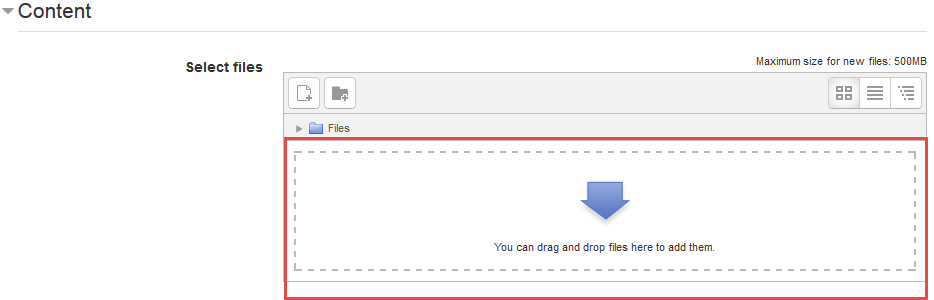 Content
Select files
Maximum size for new files: 500MB
Files
You can drag and drop files here to add them.